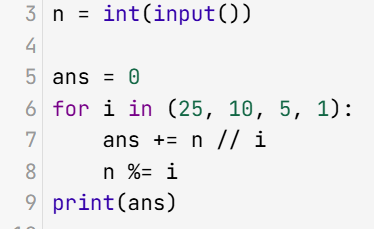 3 n = int(input())
4
5 ans = 0
6 for i in (25, 10, 5, 1):
7     ans += n // i
8     n %= i
9 print(ans)